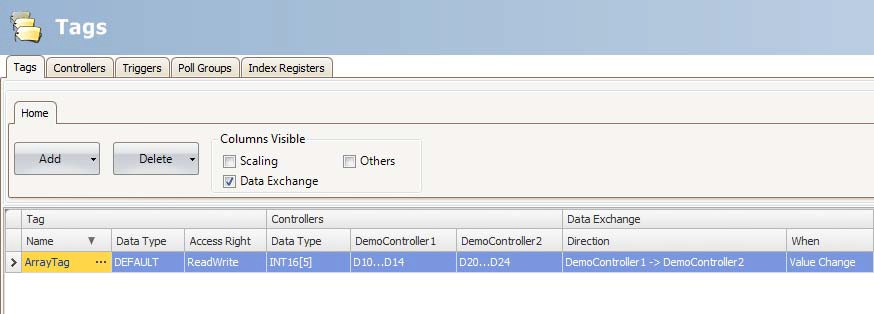 Tags
Tags Controllers Triggers Poll Groups Index Registers
Home
Columns Visible
Add Delete Scaling Others
Data Exchange
Tag Controllers Data Exchange
Name Data Type Access Right Data Type DemoController1 DemoController2 Direction When
ArrayTag ... DEFAULT ReadWrite INT16[5] D10...D14 D20...D24 DemoController1 -> DemoController2 Value Change